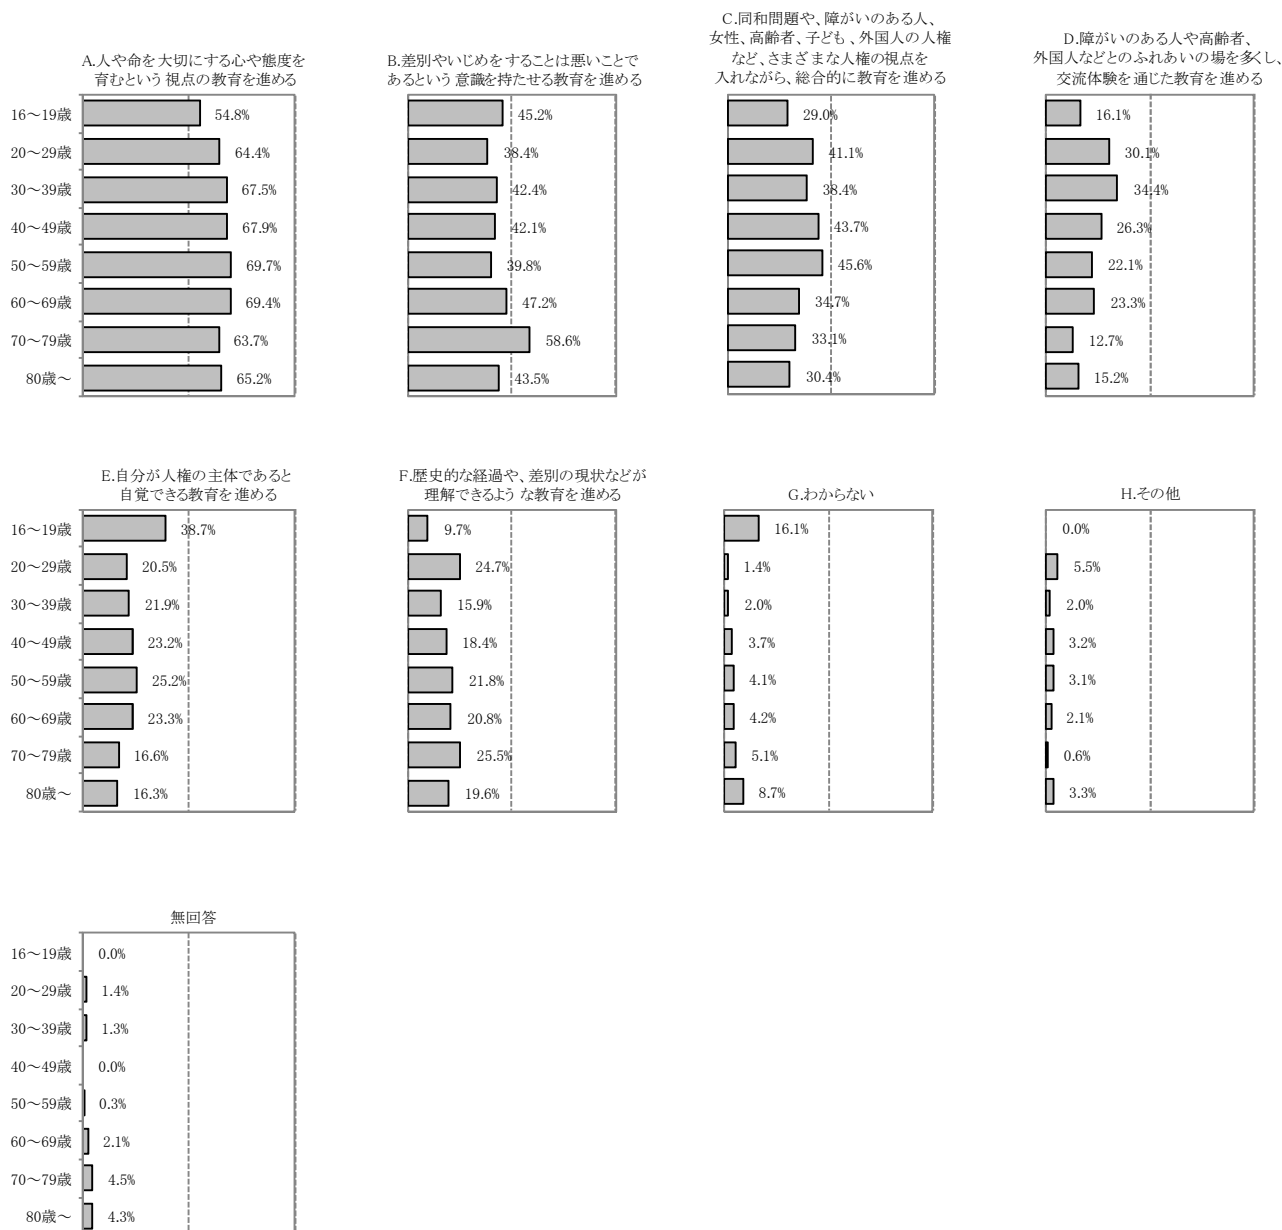 A.人や命を大切にする心や態度を
育むという視点の教育を進める
16～19歳 54.8%
20～29歳 64.4%
30～39歳 67.5%
40～49歳 67.9%
50～59歳 69.7%
60～69歳 69.4%
70～79歳 63.7%
80歳～ 65.2%
B.差別やいじめをすることは悪いことで
あるという意識を持たせる教育を進める
45.2%
38.4%
42.4%
42.1%
39.8%
47.2%
58.6%
43.5%
C.同和問題や、障がいのある人、
女性、高齢者、子ども、外国人の人権
など、さまざまな人権の視点を
入れながら、総合的に教育を進める
29.0%
41.1%
38.4%
43.7%
45.6%
34.7%
33.1%
30.4%
D.障がいのある人や高齢者、
外国人などとのふれあいの場を多くし、
交流体験を通じた教育を進める
16.1%
30.1%
34.4%
26.3%
22.1%
23.3%
12.7%
15.2%
E.自分が人権の主体であると
自覚できる教育を進める
16～19歳 38.7%
20～29歳 20.5%
30～39歳 21.9%
40～49歳 23.2%
50～59歳 25.2%
60～69歳 23.3%
70～79歳 16.6%
80歳～ 16.3%
F.歴史的な経過や、差別の現状などが
理解できるような教育を進める
9.7%
24.7%
15.9%
18.4%
21.8%
20.8%
25.5%
19.6%
G.わからない
16.1%
1.4%
2.0%
3.7%
4.1%
4.2%
5.1%
8.7%
H.その他
0.0%
5.5%
2.0%
3.2%
3.1%
2.1%
0.6%
3.3%
無回答
16～19歳 0.0%
20～29歳 1.4%
30～39歳 1.3%
40～49歳 0.0%
50～59歳 0.3%
60～69歳 2.1%
70～79歳 4.5%
80歳～ 4.3%